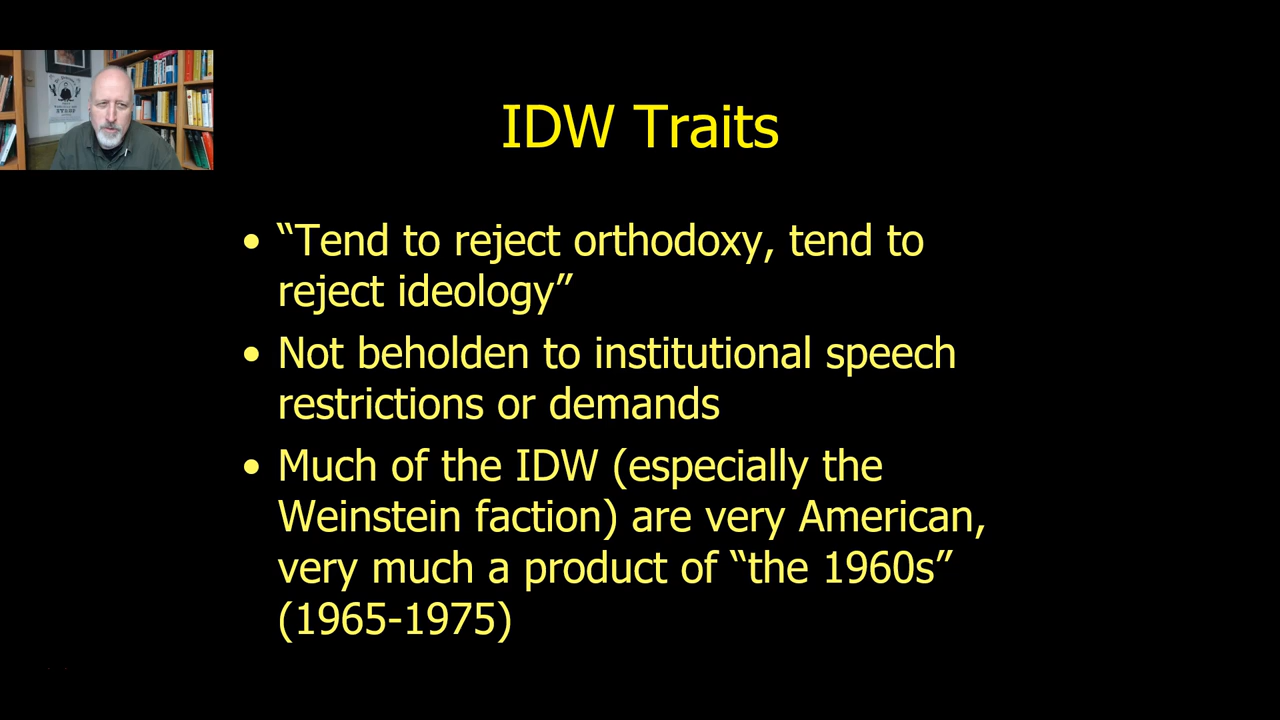 IDW Traits
• “Tend to reject orthodoxy, tend to
reject ideology”
• Not beholden to institutional speech
restrictions or demands
• Much of the IDW (especially the
Weinstein faction) are very American,
very much a product of “the 1960s”
(1965-1975)